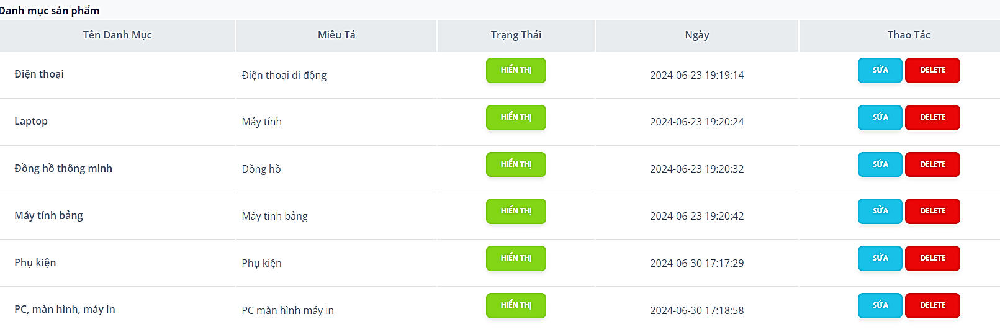 Danh mục sản phẩm
Tên Danh Mục Miêu Tả Trạng Thái Ngày Thao Tác
Điện thoại Điện thoại di động HIỂN THỊ 2024-06-23 19:19:14 SỬA DELETE
Laptop Máy tính HIỂN THỊ 2024-06-23 19:20:24 SỬA DELETE
Đồng hồ thông minh Đồng hồ HIỂN THỊ 2024-06-23 19:20:32 SỬA DELETE
Máy tính bảng Máy tính bảng HIỂN THỊ 2024-06-23 19:20:42 SỬA DELETE
Phụ kiện Phụ kiện HIỂN THỊ 2024-06-30 17:17:29 SỬA DELETE
PC, màn hình, máy in PC màn hình máy in HIỂN THỊ 2024-06-30 17:18:58 SỬA DELETE